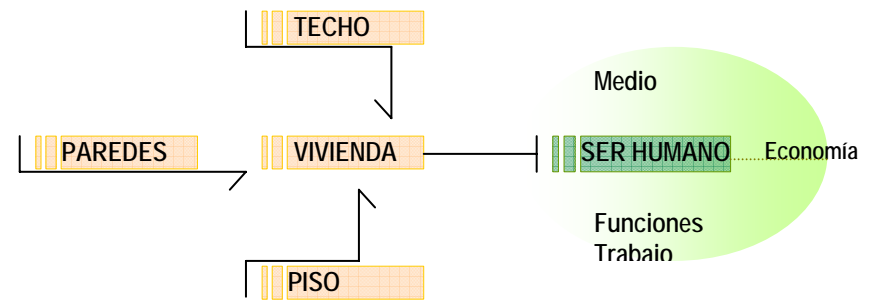 TECHO
Medio
PAREDES
VIVIENDA
SER HUMANO
Economía
Funciones
Trabajo
PISO